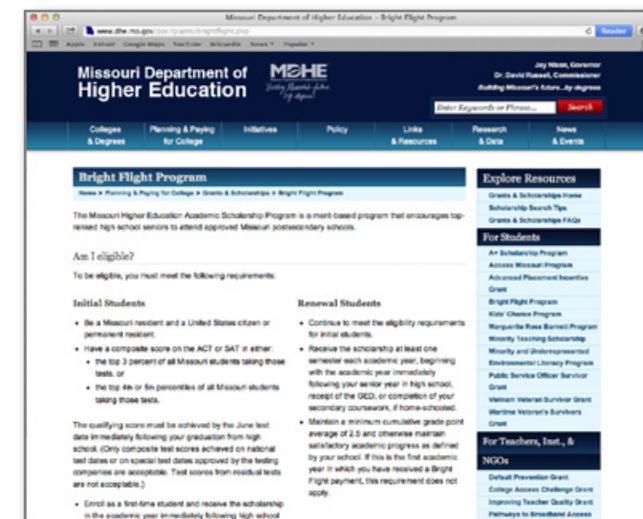 Missouri Department of Higher Education – Bright Flight Program
www.dhe.mo.gov/ppc/grants/brightflight.php
Reader
Apple Yahoo! Google Maps YouTube Wikipedia News Popular
Missouri Department of
Higher Education
MDHE
Jay Nixon, Governor
Dr. David Russell, Commissioner
Building Missouri's future...by degrees
Enter Keywords or Phrase...
Search
Colleges
& Degrees
Planning & Paying
for College
Initiatives
Policy
Links
& Resources
Research
& Data
News
& Events
Bright Flight Program
Home > Planning & Paying for College > Grants & Scholarships > Bright Flight Program
The Missouri Higher Education Academic Scholarship Program is a merit-based program that encourages top-
ranked high school seniors to attend approved Missouri postsecondary schools.
Am I eligible?
To be eligible, you must meet the following requirements:
Initial Students
• Be a Missouri resident and a United States citizen or
permanent resident.
• Have a composite score on the ACT or SAT in either:
• the top 3 percent of all Missouri students taking those
tests, or
• the top 4th or 5th percentiles of all Missouri students
taking those tests.
The qualifying score must be achieved by the June test
date immediately following your graduation from high
school. (Only composite test scores achieved on national
test dates or on special test dates approved by the testing
companies are acceptable. Test scores from residual tests
are not acceptable.)
• Enroll as a first-time student and receive the scholarship
in the academic year immediately following high school
Renewal Students
• Continue to meet the eligibility requirements
for initial students.
• Receive the scholarship at least one
semester each academic year, beginning
with the academic year immediately
following your senior year in high school,
receipt of the GED, or completion of your
secondary coursework, if home-schooled.
• Maintain a minimum cumulative grade point
average of 2.5 and otherwise maintain
satisfactory academic progress as defined
by your school. If this is the first academic
year in which you have received a Bright
Flight payment, this requirement does not
apply.
Explore Resources
Grants & Scholarships Home
Scholarship Search Tips
Grants & Scholarships FAQs
For Students
A+ Scholarship Program
Access Missouri Program
Advanced Placement Incentive
Grant
Bright Flight Program
Kids' Chance Program
Marguerite Ross Barnett Program
Minority Teaching Scholarship
Minority and Underrepresented
Environmental Literacy Program
Public Service Officer Survivor
Grant
Vietnam Veteran Survivor Grant
Wartime Veteran's Survivors
Grant
For Teachers, Inst., &
NGOs
Default Prevention Grant
College Access Challenge Grant
Improving Teacher Quality Grant
Pathways to Broadband Access